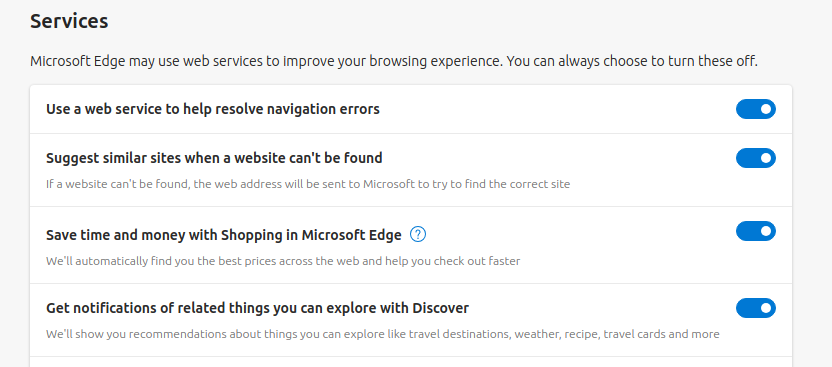 Services
Microsoft Edge may use web services to improve your browsing experience. You can always choose to turn these off.
Use a web service to help resolve navigation errors
Suggest similar sites when a website can't be found
If a website can't be found, the web address will be sent to Microsoft to try to find the correct site
Save time and money with Shopping in Microsoft Edge ?
We'll automatically find you the best prices across the web and help you check out faster
Get notifications of related things you can explore with Discover
We'll show you recommendations about things you can explore like travel destinations, weather, recipe, travel cards and more